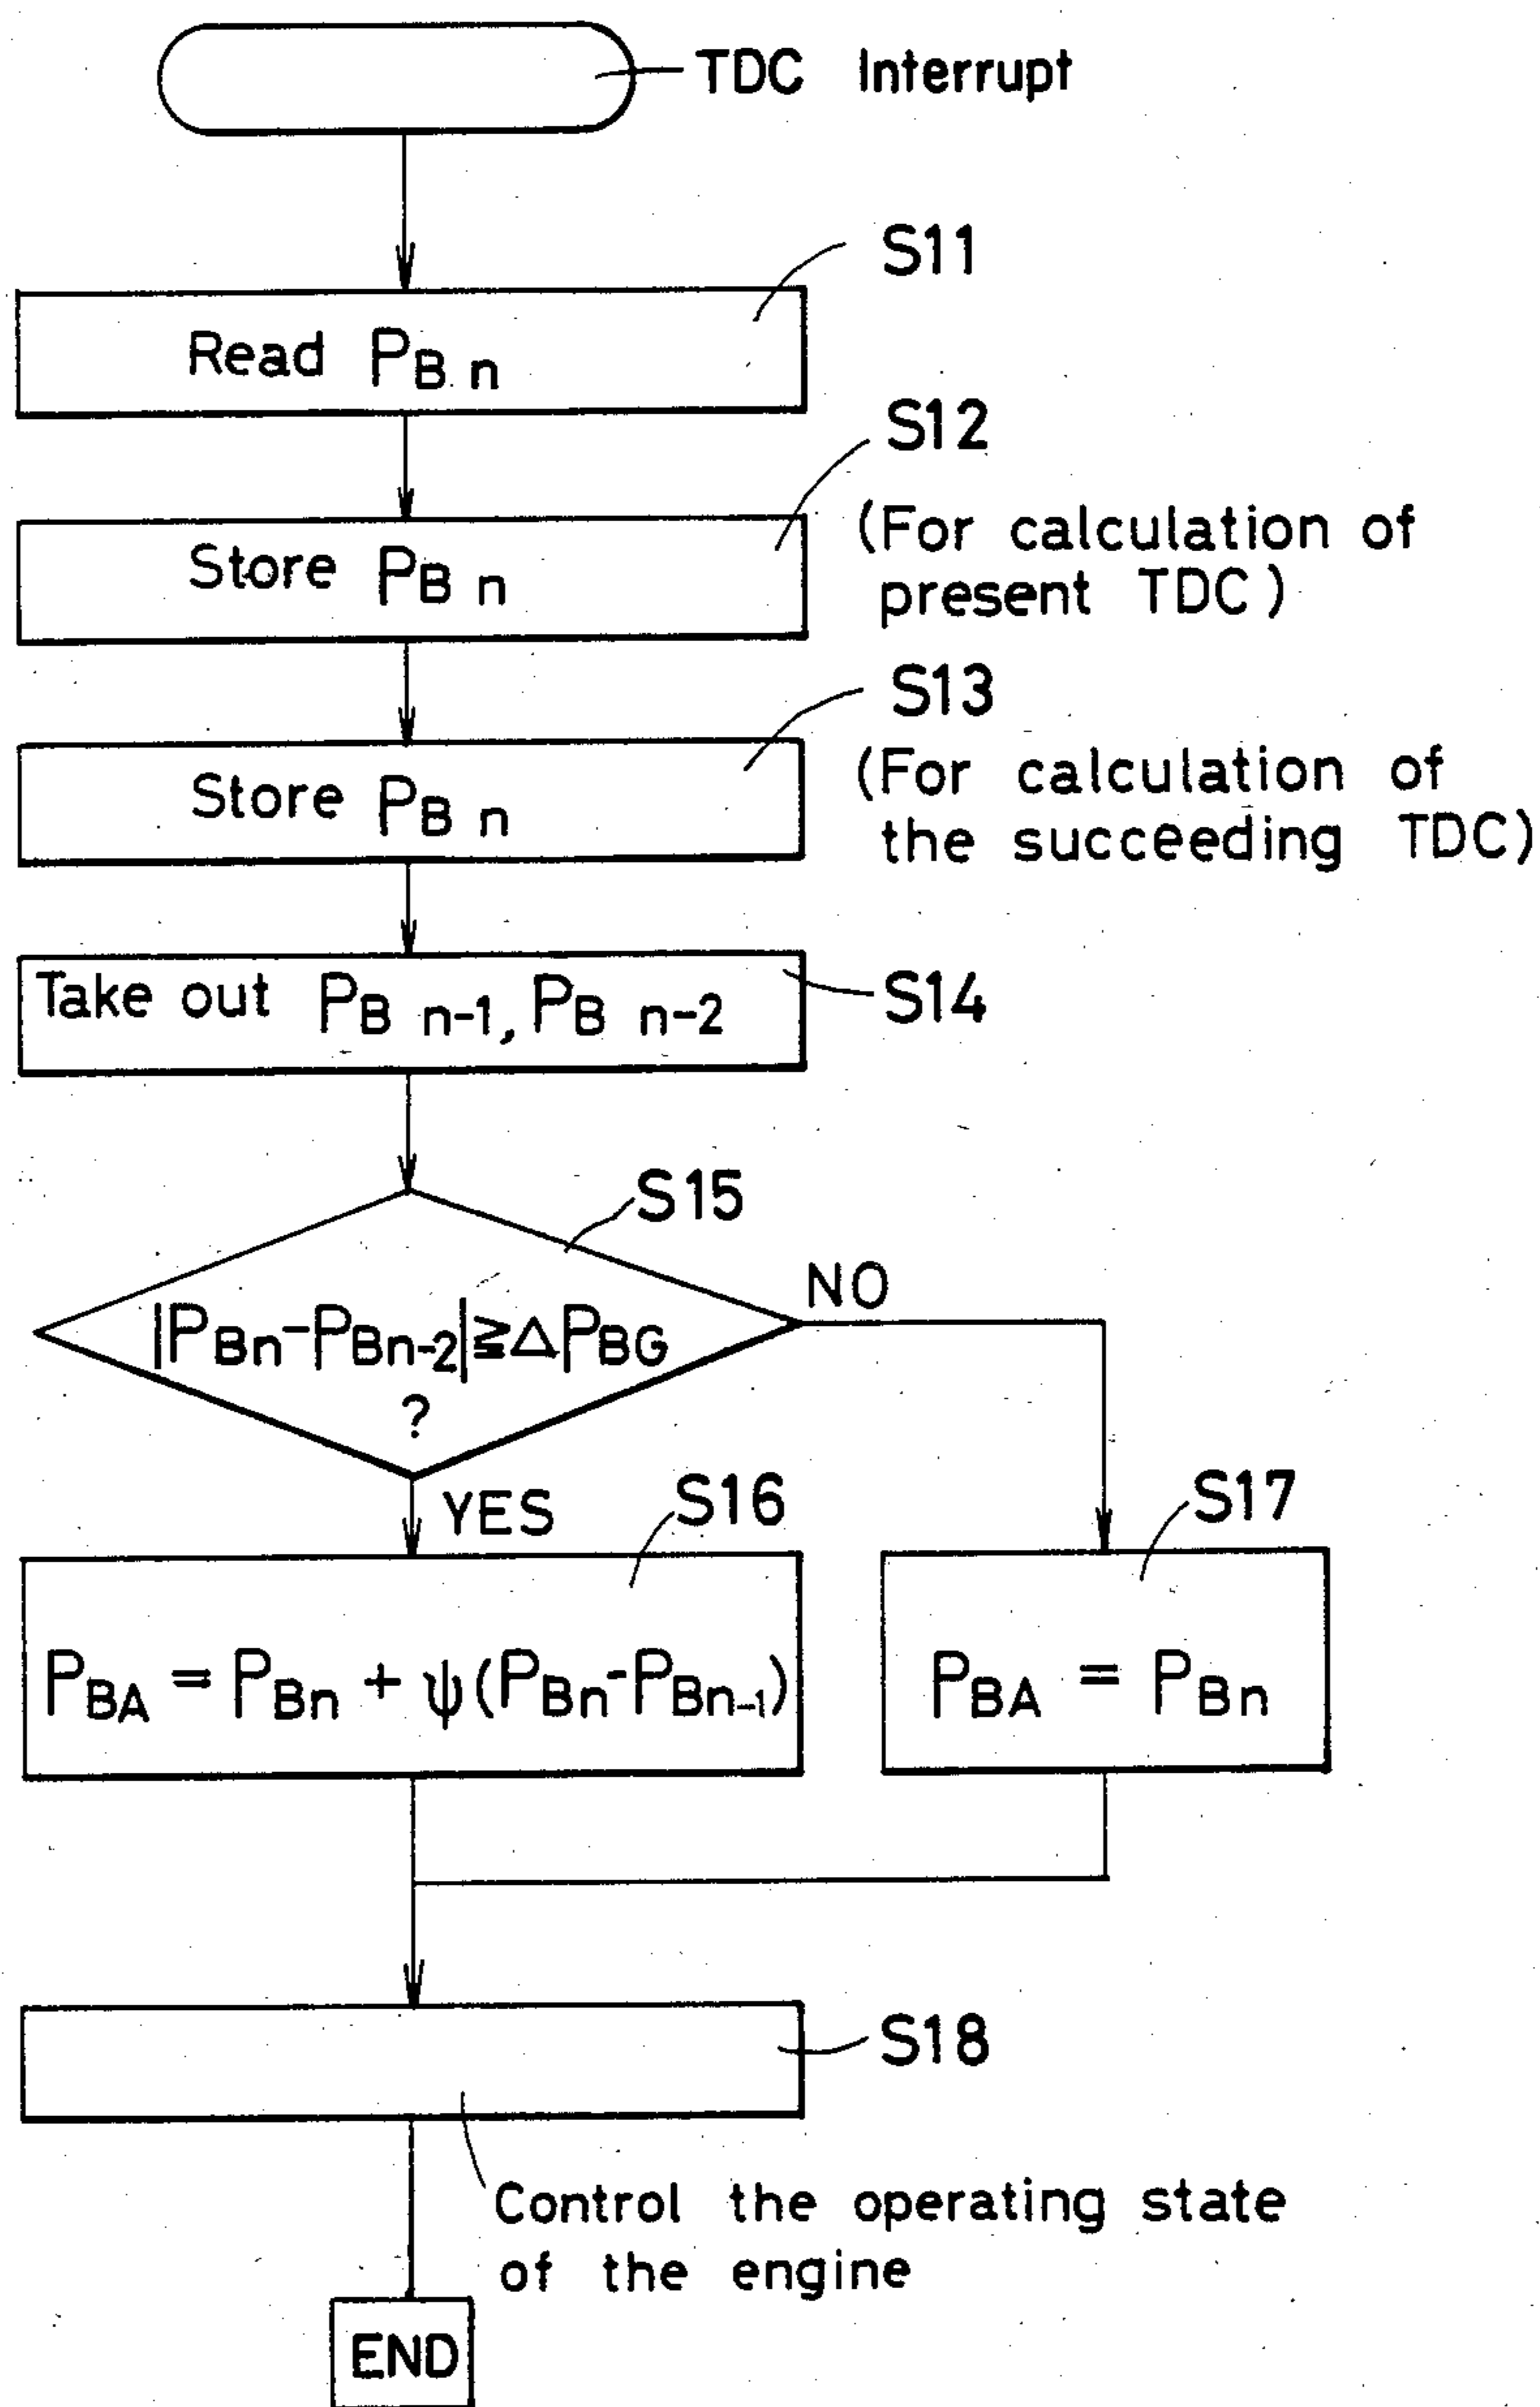 TDC Interrupt
S11
Read PB n
S12
Store PB n
(For calculation of
present TDC)
S13
Store PB n
(For calculation of
the succeeding TDC)
Take out PB n-1, PB n-2
S14
S15
NO
|PBn-PBn-2|≧ΔPBG
?
YES
S16
S17
PBA = PBn + ψ(PBn-PBn-1)
PBA = PBn
S18
Control the operating state
of the engine
END